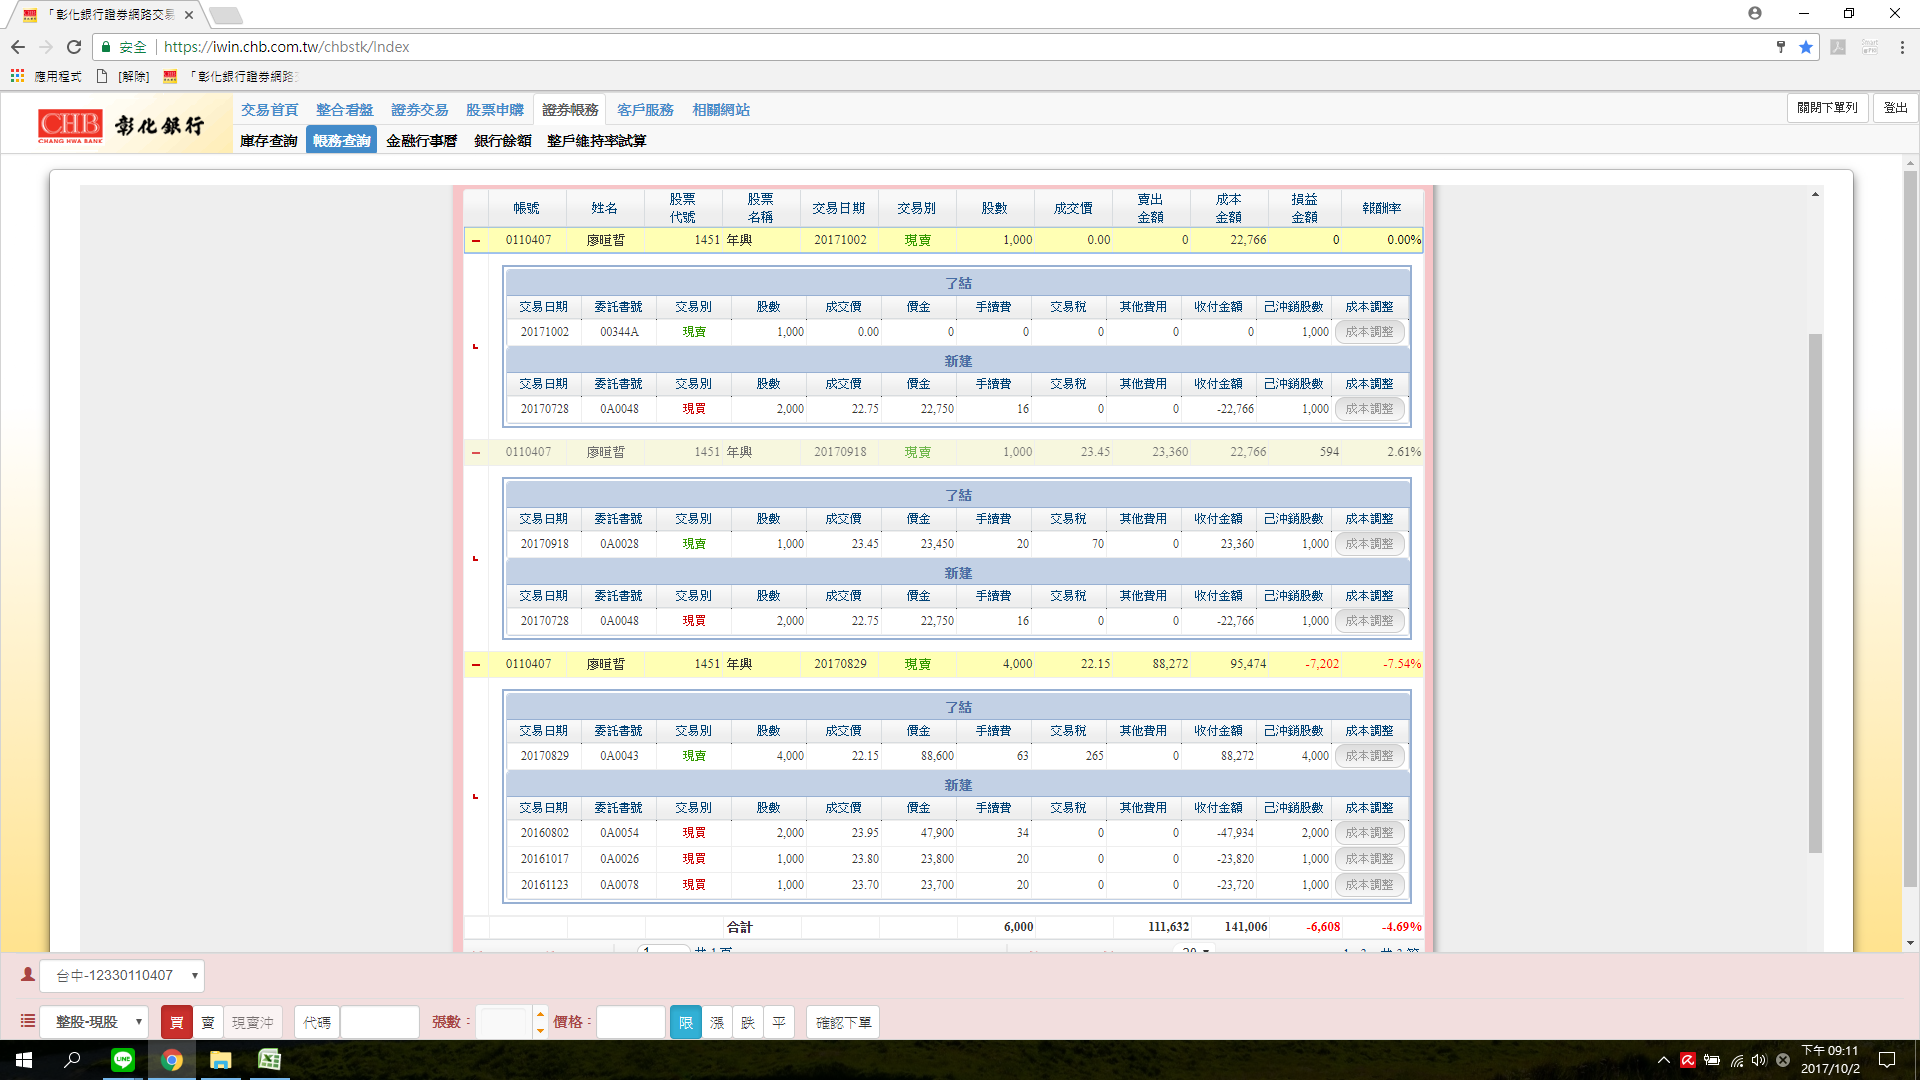 「彰化銀行證券網路交易
安全 https://iwin.chb.com.tw/chbstk/Index
應用程式 [解除] 「彰化銀行證券網路
CHB 彰化銀行
CHANG HWA BANK
交易首頁 整合看盤 證券交易 股票申購 證券帳務 客戶服務 相關網站
關閉下單列 登出
庫存查詢 帳務查詢 金融行事曆 銀行餘額 整戶維持率試算
帳號 姓名 股票代號 股票名稱 交易日期 交易別 股數 成交價 賣出金額 成本金額 損益金額 報酬率
0110407 廖晅晢 1451 年興 20171002 現賣 1,000 0.00 0 22,766 0 0.00%
了結
交易日期 委託書號 交易別 股數 成交價 價金 手續費 交易稅 其他費用 收付金額 已沖銷股數 成本調整
20171002 00344A 現賣 1,000 0.00 0 0 0 0 0 1,000 成本調整
新建
交易日期 委託書號 交易別 股數 成交價 價金 手續費 交易稅 其他費用 收付金額 已沖銷股數 成本調整
20170728 0A0048 現買 2,000 22.75 22,750 16 0 0 -22,766 1,000 成本調整
0110407 廖晅晢 1451 年興 20170918 現賣 1,000 23.45 23,360 22,766 594 2.61%
了結
交易日期 委託書號 交易別 股數 成交價 價金 手續費 交易稅 其他費用 收付金額 已沖銷股數 成本調整
20170918 0A0028 現賣 1,000 23.45 23,450 20 70 0 23,360 1,000 成本調整
新建
交易日期 委託書號 交易別 股數 成交價 價金 手續費 交易稅 其他費用 收付金額 已沖銷股數 成本調整
20170728 0A0048 現買 2,000 22.75 22,750 16 0 0 -22,766 1,000 成本調整
0110407 廖晅晢 1451 年興 20170829 現賣 4,000 22.15 88,272 95,474 -7,202 -7.54%
了結
交易日期 委託書號 交易別 股數 成交價 價金 手續費 交易稅 其他費用 收付金額 已沖銷股數 成本調整
20170829 0A0043 現賣 4,000 22.15 88,600 63 265 0 88,272 4,000 成本調整
新建
交易日期 委託書號 交易別 股數 成交價 價金 手續費 交易稅 其他費用 收付金額 已沖銷股數 成本調整
20160802 0A0054 現買 2,000 23.95 47,900 34 0 0 -47,934 2,000 成本調整
20161017 0A0026 現買 1,000 23.80 23,800 20 0 0 -23,820 1,000 成本調整
20161123 0A0078 現買 1,000 23.70 23,700 20 0 0 -23,720 1,000 成本調整
合計 6,000 111,632 141,006 -6,608 -4.69%
台中-12330110407
整股-現股 買 賣 現賣沖 代碼 張數： 價格： 限 漲 跌 平 確認下單
下午 09:11
2017/10/2